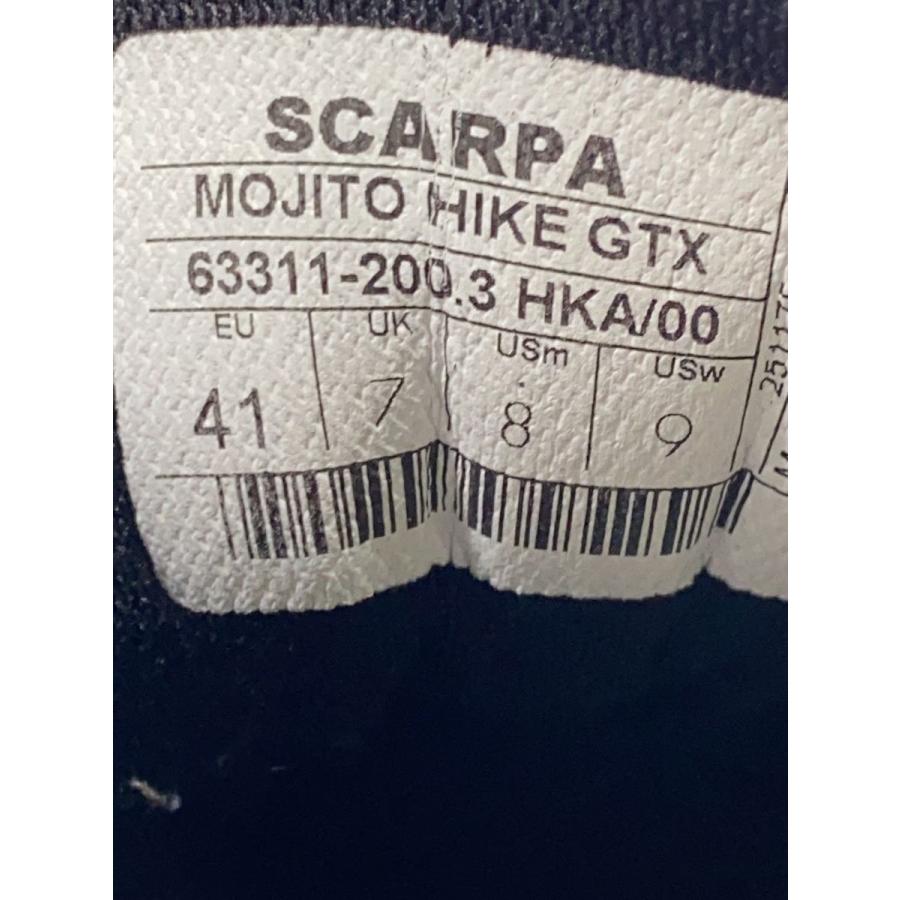 SCARPA
MOJITO HIKE GTX
63311-200.3 HKA/00
EU UK USm USw
41 7 8 9